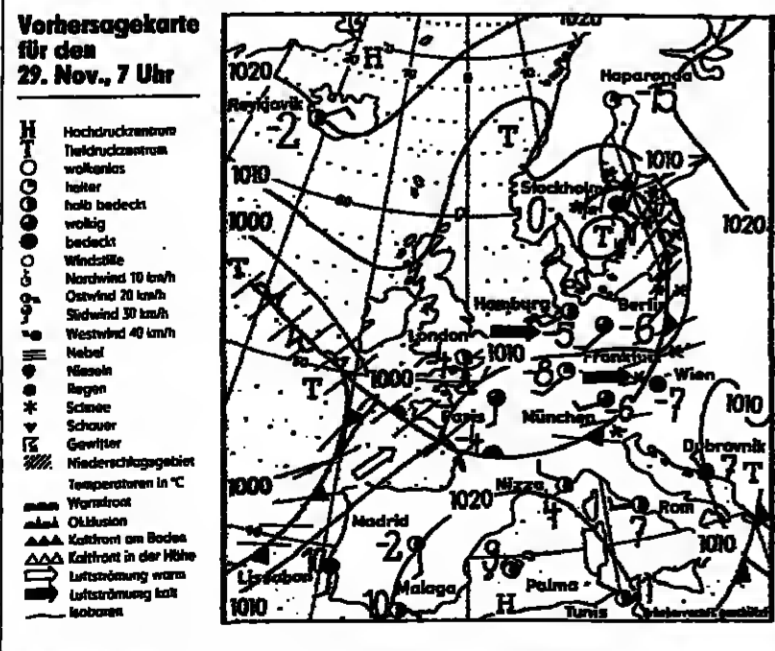 Vorhersagekarte
für den
29. Nov., 7 Uhr
H Hochdruckzentrum
T Tiefdruckzentrum
wolkenlos
heiter
halb bedeckt
wolkig
bedeckt
Windstille
Nordwind 10 km/h
Ostwind 20 km/h
Südwind 30 km/h
Westwind 40 km/h
Nebel
Nieseln
Regen
Schnee
Schauer
Gewitter
Niederschlagsgebiet
Temperaturen in °C
Warmfront
Okklusion
Kaltfront am Boden
Kaltfront in der Höhe
Luftströmung warm
Luftströmung kalt
Isobaren
1020
H
1020
Haparanda
-15
Reykjavik
-2
T
1010
1010
Stockholm
1000
-0
T
1020
T
Hamburg
-5
Berlin
-6
London
4
1010
Frankfurt
-8
T
1000
Wien
-7
Paris
-4
München
-6
1010
Dubrovnik
7
T
1000
1020
Nizza
4
Rom
7
1010
Madrid
-2
Lissabon
10
9
Palma
Malaga
10
H
Tunis
11
1010